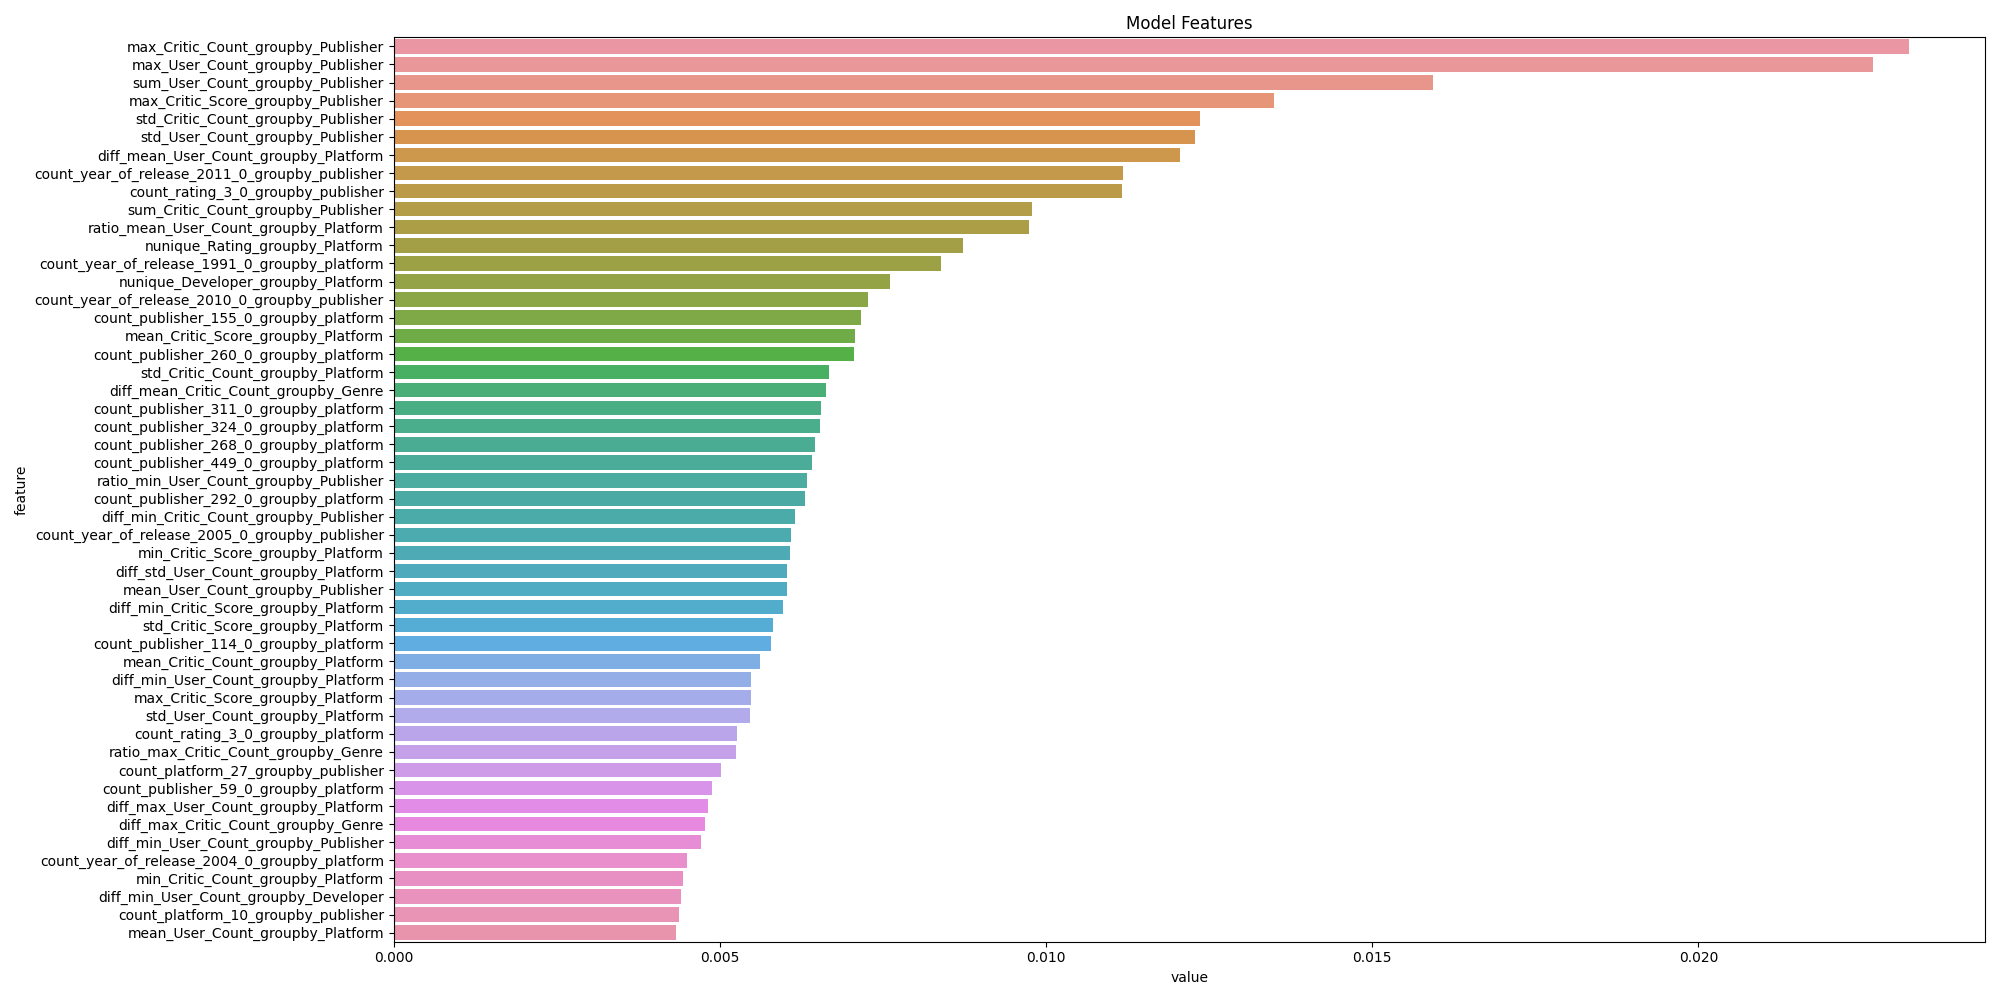 Model Features
feature
max_Critic_Count_groupby_Publisher
max_User_Count_groupby_Publisher
sum_User_Count_groupby_Publisher
max_Critic_Score_groupby_Publisher
std_Critic_Count_groupby_Publisher
std_User_Count_groupby_Publisher
diff_mean_User_Count_groupby_Platform
count_year_of_release_2011_0_groupby_publisher
count_rating_3_0_groupby_publisher
sum_Critic_Count_groupby_Publisher
ratio_mean_User_Count_groupby_Platform
nunique_Rating_groupby_Platform
count_year_of_release_1991_0_groupby_platform
nunique_Developer_groupby_Platform
count_year_of_release_2010_0_groupby_publisher
count_publisher_155_0_groupby_platform
mean_Critic_Score_groupby_Platform
count_publisher_260_0_groupby_platform
std_Critic_Count_groupby_Platform
diff_mean_Critic_Count_groupby_Genre
count_publisher_311_0_groupby_platform
count_publisher_324_0_groupby_platform
count_publisher_268_0_groupby_platform
count_publisher_449_0_groupby_platform
ratio_min_User_Count_groupby_Publisher
count_publisher_292_0_groupby_platform
diff_min_Critic_Count_groupby_Publisher
count_year_of_release_2005_0_groupby_publisher
min_Critic_Score_groupby_Platform
diff_std_User_Count_groupby_Platform
mean_User_Count_groupby_Publisher
diff_min_Critic_Score_groupby_Platform
std_Critic_Score_groupby_Platform
count_publisher_114_0_groupby_platform
mean_Critic_Count_groupby_Platform
diff_min_User_Count_groupby_Platform
max_Critic_Score_groupby_Platform
std_User_Count_groupby_Platform
count_rating_3_0_groupby_platform
ratio_max_Critic_Count_groupby_Genre
count_platform_27_groupby_publisher
count_publisher_59_0_groupby_platform
diff_max_User_Count_groupby_Platform
diff_max_Critic_Count_groupby_Genre
diff_min_User_Count_groupby_Publisher
count_year_of_release_2004_0_groupby_platform
min_Critic_Count_groupby_Platform
diff_min_User_Count_groupby_Developer
count_platform_10_groupby_publisher
mean_User_Count_groupby_Platform
0.000 0.005 0.010 0.015 0.020
value